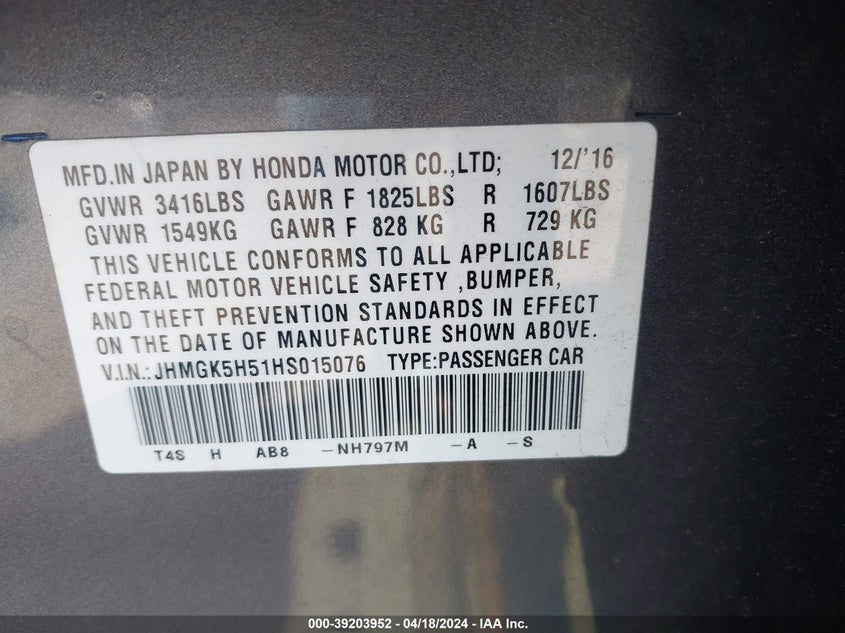 MFD.IN JAPAN BY HONDA MOTOR CO.,LTD; 12/'16
GVWR 3416LBS GAWR F 1825LBS R 1607LBS
GVWR 1549KG GAWR F 828 KG R 729 KG
THIS VEHICLE CONFORMS TO ALL APPLICABLE
FEDERAL MOTOR VEHICLE SAFETY ,BUMPER,
AND THEFT PREVENTION STANDARDS IN EFFECT
ON THE DATE OF MANUFACTURE SHOWN ABOVE.
V.I.N.: JHMGK5H51HS015076 TYPE:PASSENGER CAR
T4S H AB8 –NH797M –A –S
000-39203952 - 04/18/2024 - IAA Inc.